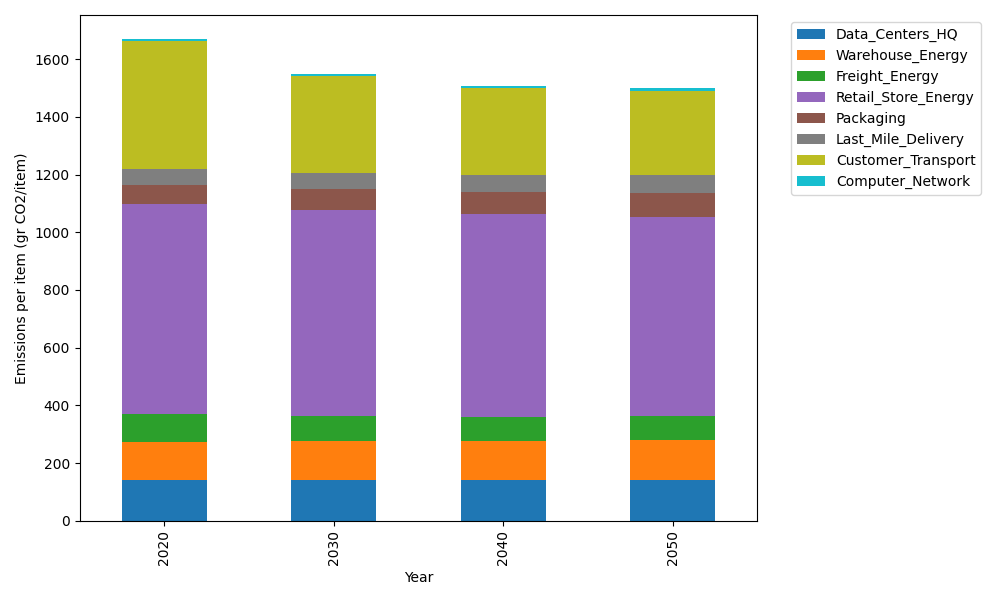 Emissions per item (gr CO2/item)
1600
1400
1200
1000
800
600
400
200
0
2020
2030
2040
2050
Year
Data_Centers_HQ
Warehouse_Energy
Freight_Energy
Retail_Store_Energy
Packaging
Last_Mile_Delivery
Customer_Transport
Computer_Network